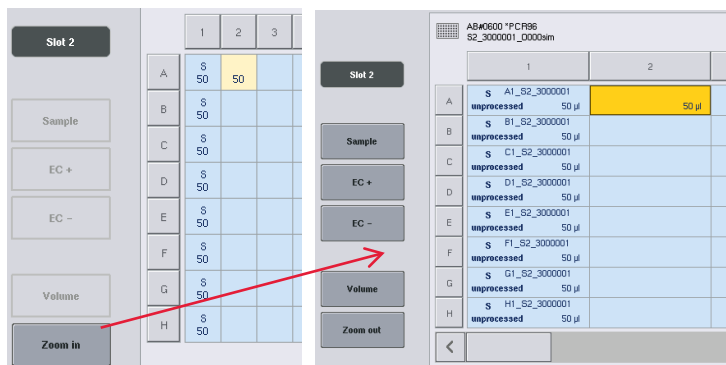 Slot 2
Sample
EC +
EC –
Volume
Zoom in
1 2 3
A S 50 50
B S 50
C S 50
D S 50
E S 50
F S 50
G S 50
H S 50
AB#0600 *PCR96
S2_3000001_0000sim
Slot 2
Sample
EC +
EC –
Volume
Zoom out
1 2
A S A1_S2_3000001
unprocessed 50 µl 50 µl
B S B1_S2_3000001
unprocessed 50 µl
C S C1_S2_3000001
unprocessed 50 µl
D S D1_S2_3000001
unprocessed 50 µl
E S E1_S2_3000001
unprocessed 50 µl
F S F1_S2_3000001
unprocessed 50 µl
G S G1_S2_3000001
unprocessed 50 µl
H S H1_S2_3000001
unprocessed 50 µl